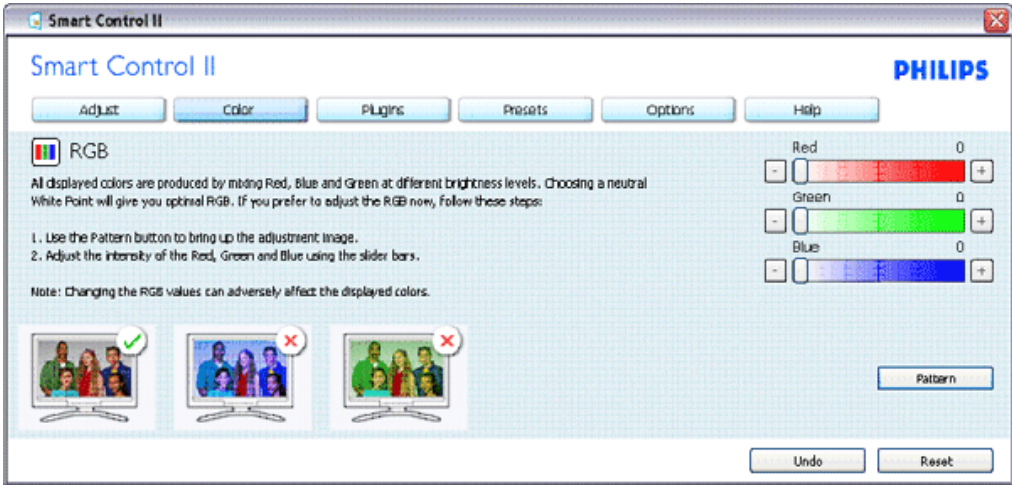 Smart Control II
Smart Control II
PHILIPS
Adjust Color Plugins Presets Options Help
RGB
All displayed colors are produced by mixing Red, Blue and Green at different brightness levels. Choosing a neutral
White Point will give you optimal RGB. If you prefer to adjust the RGB now, follow these steps:
1. Use the Pattern button to bring up the adjustment image.
2. Adjust the intensity of the Red, Green and Blue using the slider bars.
Note: Changing the RGB values can adversely affect the displayed colors.
Red 0
- +
Green 0
- +
Blue 0
- +
Pattern
Undo Reset